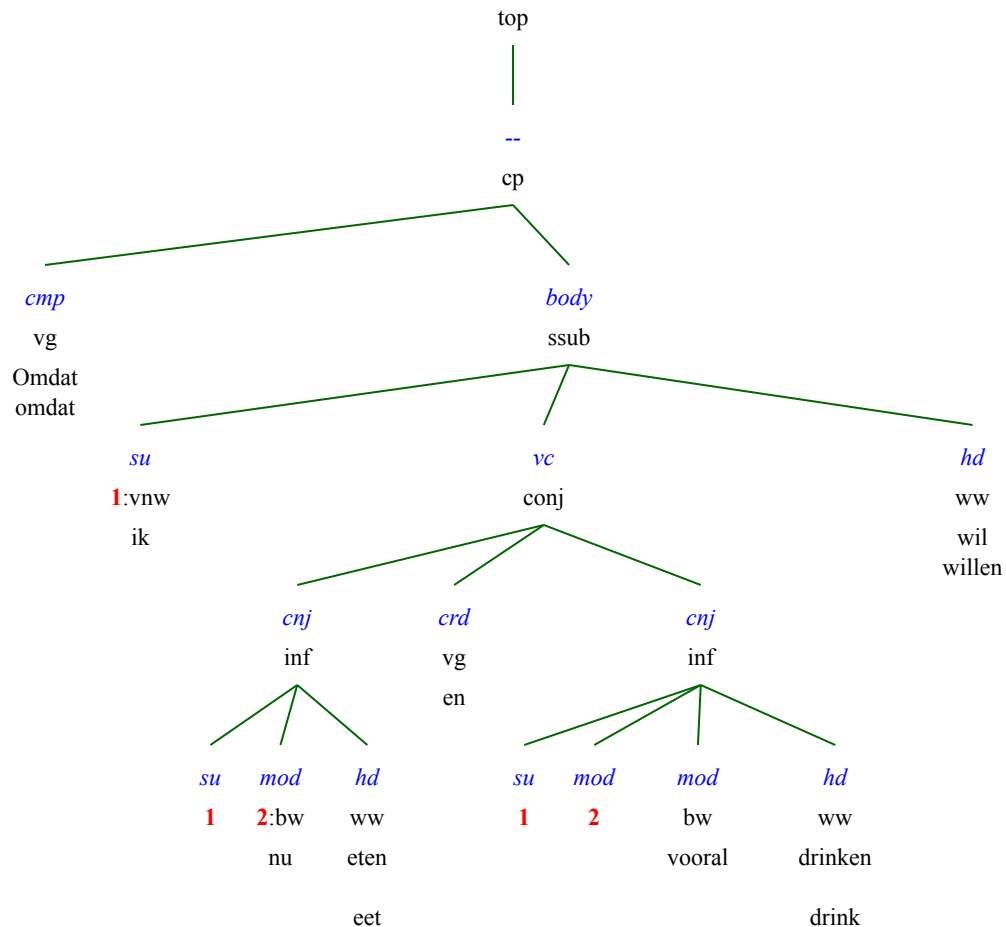 top
--
cp
cmp body
vg ssub
Omdat
omdat
su vc hd
1:vnw conj ww
ik wil
willen
cnj crd cnj
inf vg inf
en
su mod hd su mod mod hd
1 2:bw ww 1 2 bw ww
nu eten vooral drinken
eet drink